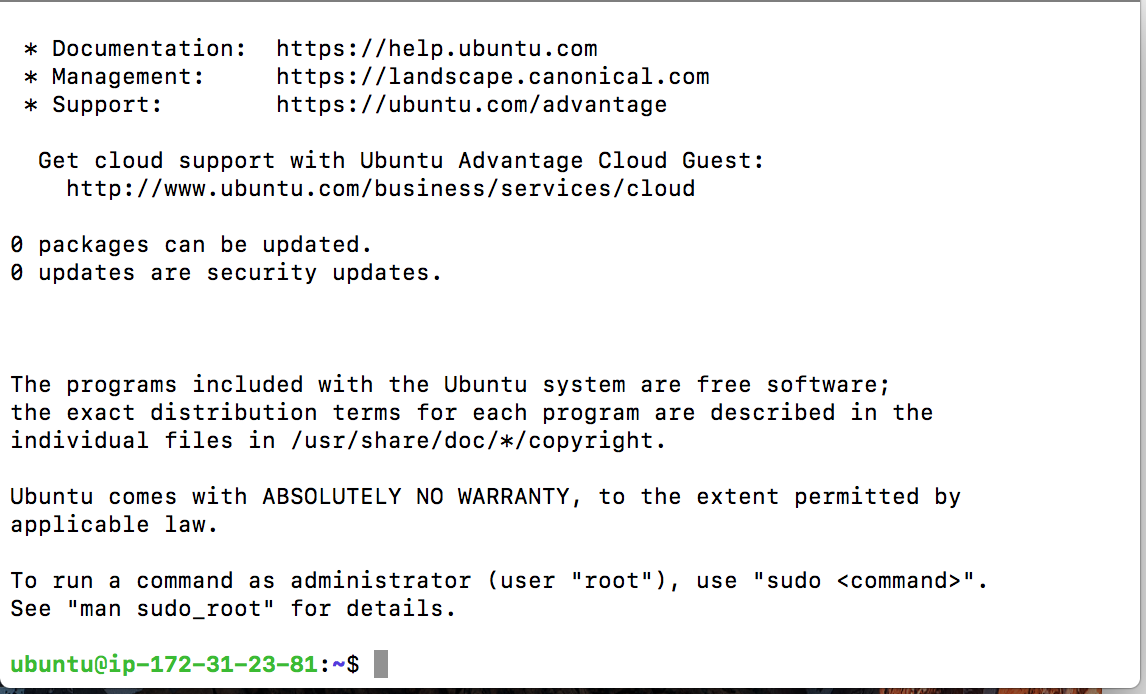 * Documentation:  https://help.ubuntu.com
* Management:     https://landscape.canonical.com
* Support:        https://ubuntu.com/advantage
Get cloud support with Ubuntu Advantage Cloud Guest:
http://www.ubuntu.com/business/services/cloud
0 packages can be updated.
0 updates are security updates.
The programs included with the Ubuntu system are free software;
the exact distribution terms for each program are described in the
individual files in /usr/share/doc/*/copyright.
Ubuntu comes with ABSOLUTELY NO WARRANTY, to the extent permitted by
applicable law.
To run a command as administrator (user "root"), use "sudo <command>".
See "man sudo_root" for details.
ubuntu@ip-172-31-23-81:~$